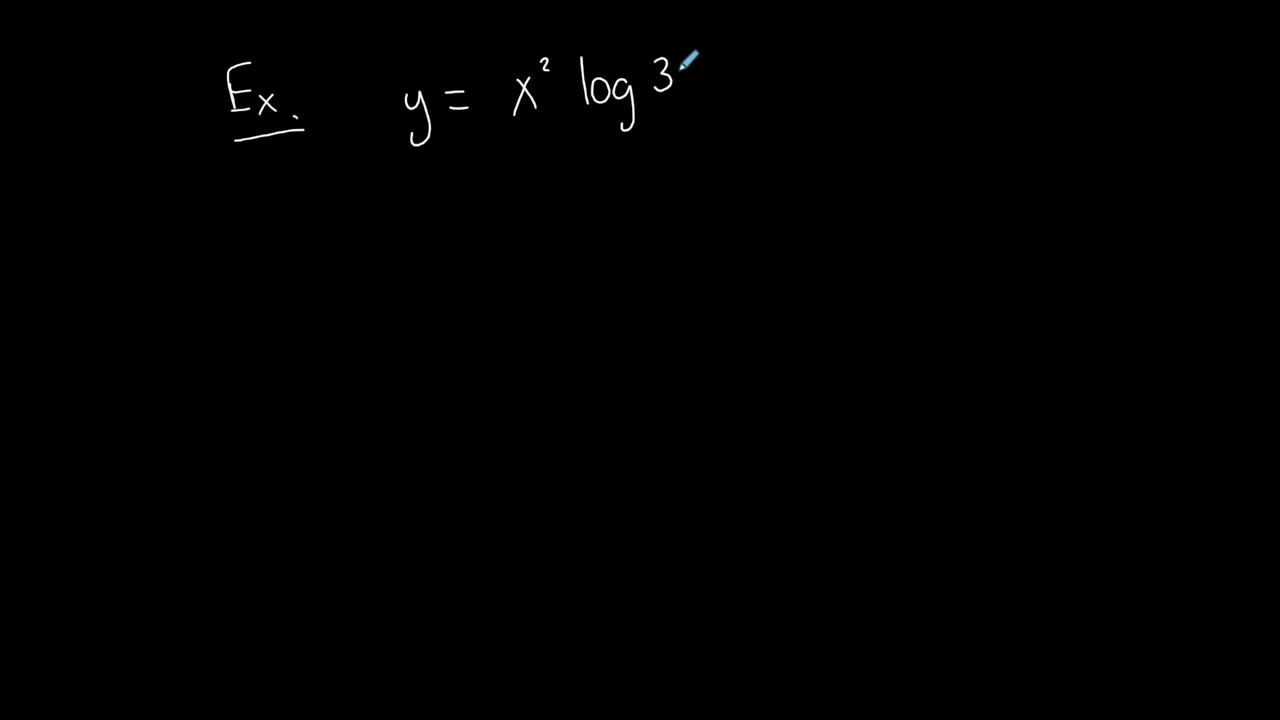 Ex. y = x² log 3